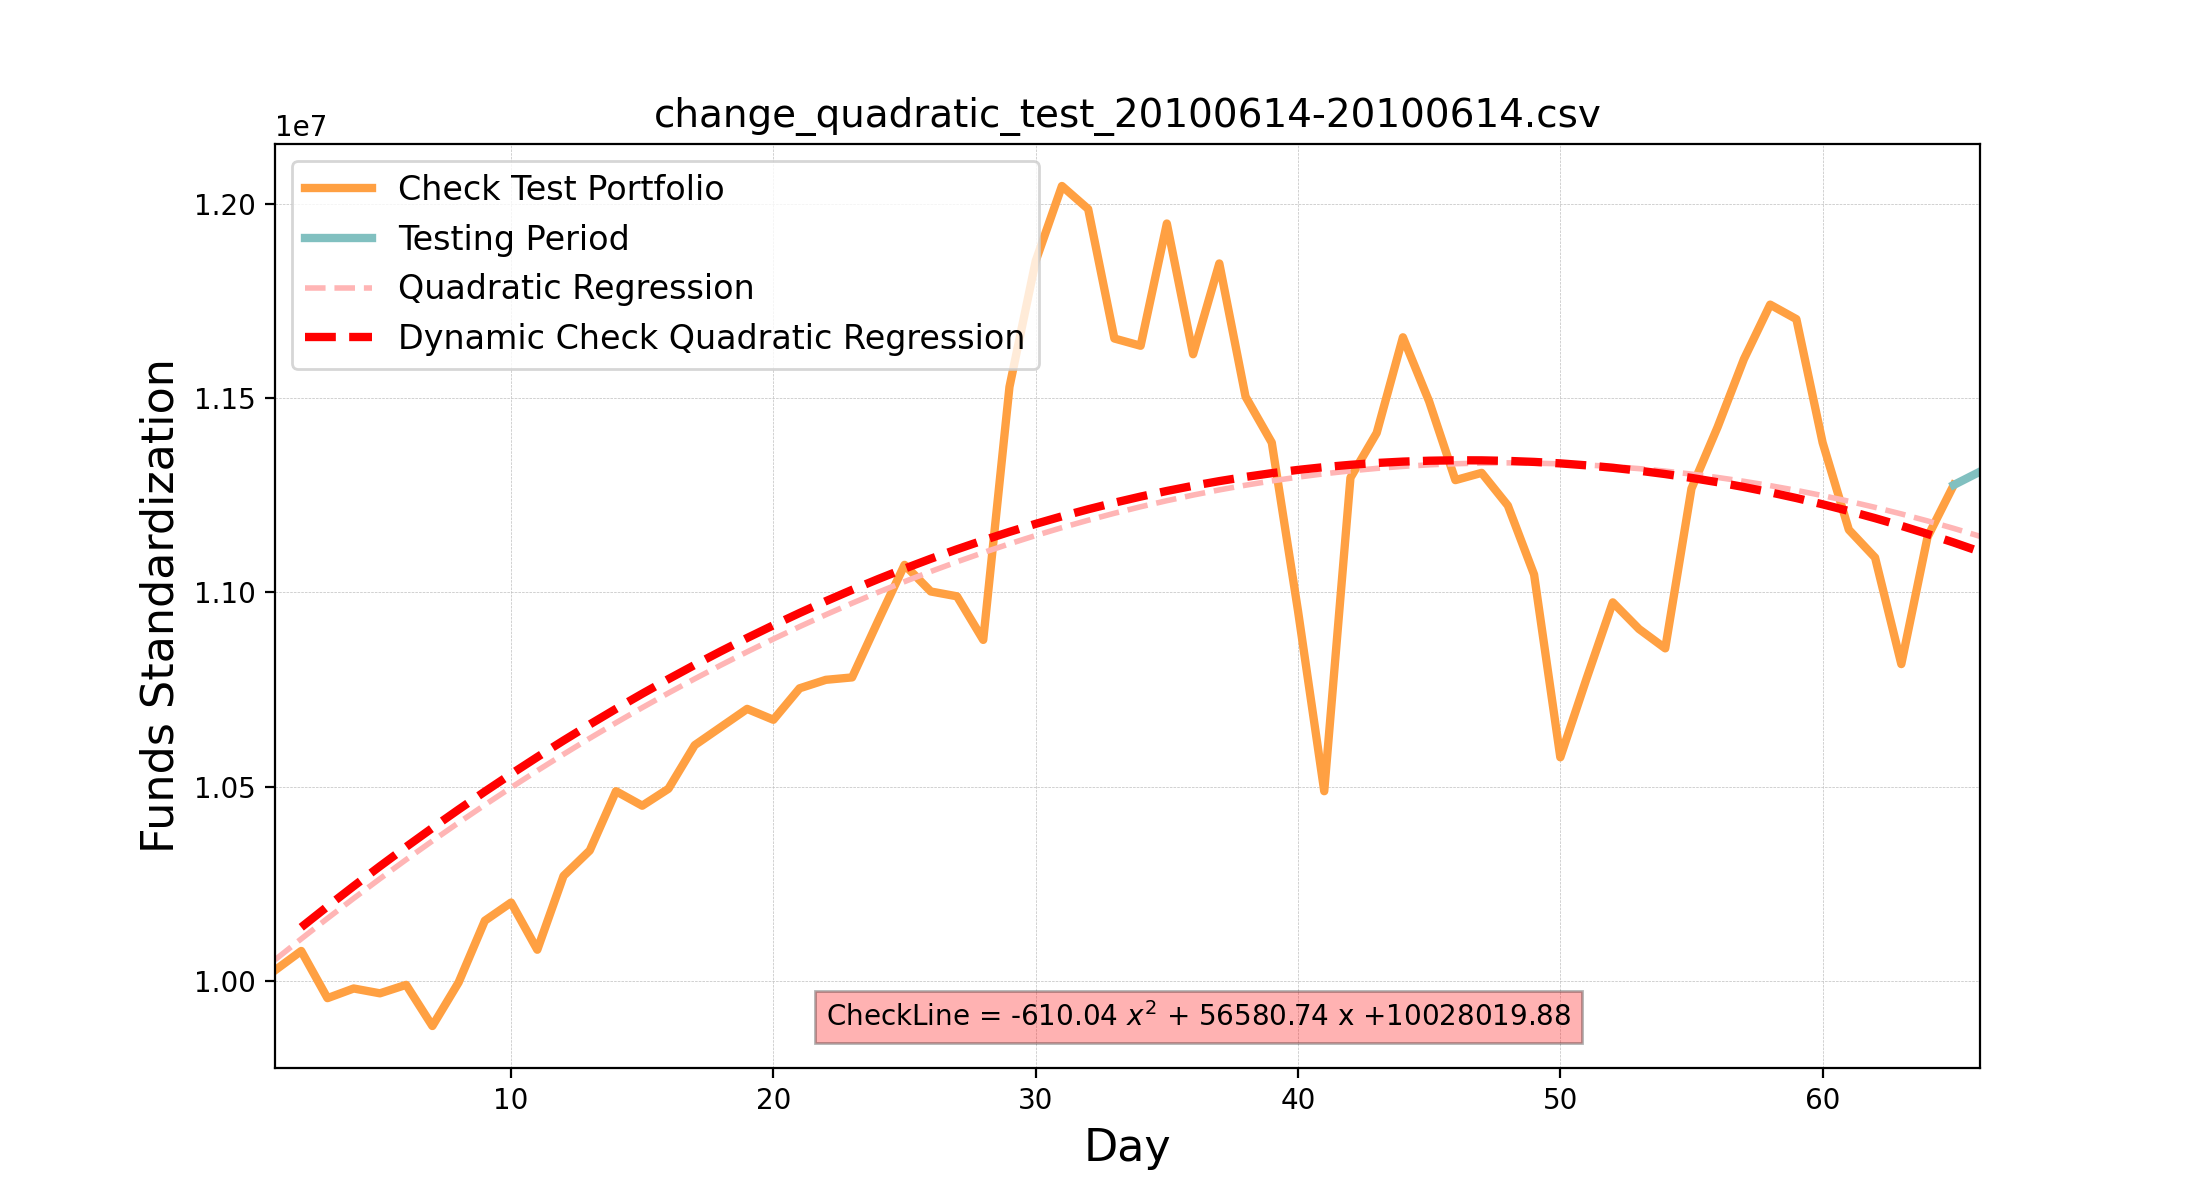 change_quadratic_test_20100614-20100614.csv
1e7
Check Test Portfolio
Testing Period
Quadratic Regression
Dynamic Check Quadratic Regression
1.20
1.15
1.10
1.05
1.00
Funds Standardization
CheckLine = -610.04 x² + 56580.74 x +10028019.88
10 20 30 40 50 60
Day